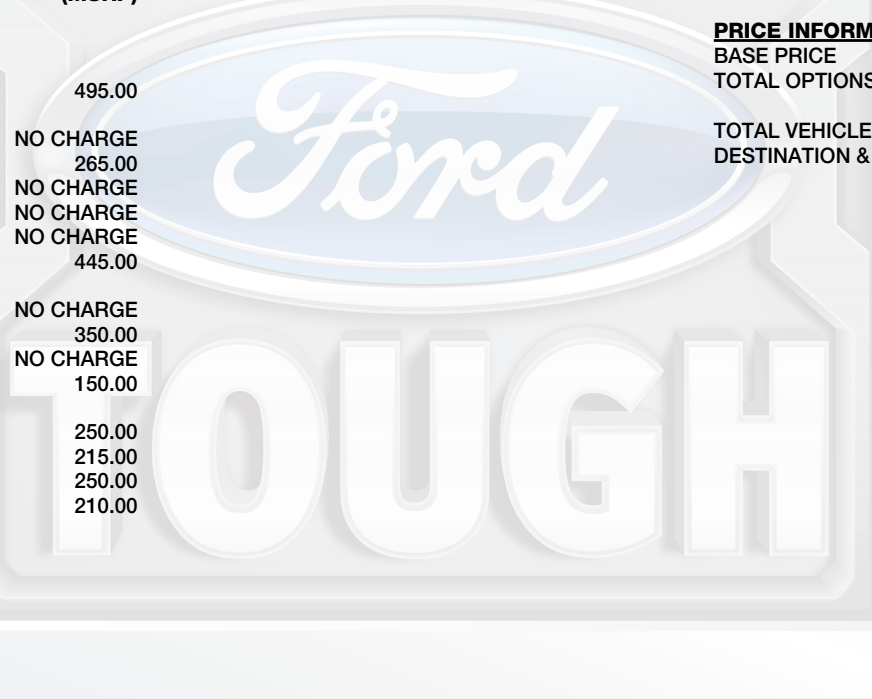 495.00
NO CHARGE
265.00
NO CHARGE
NO CHARGE
NO CHARGE
445.00
NO CHARGE
350.00
NO CHARGE
150.00
250.00
215.00
250.00
210.00
PRICE INFORM
BASE PRICE
TOTAL OPTIONS
TOTAL VEHICLE
DESTINATION &
Ford
TOUGH